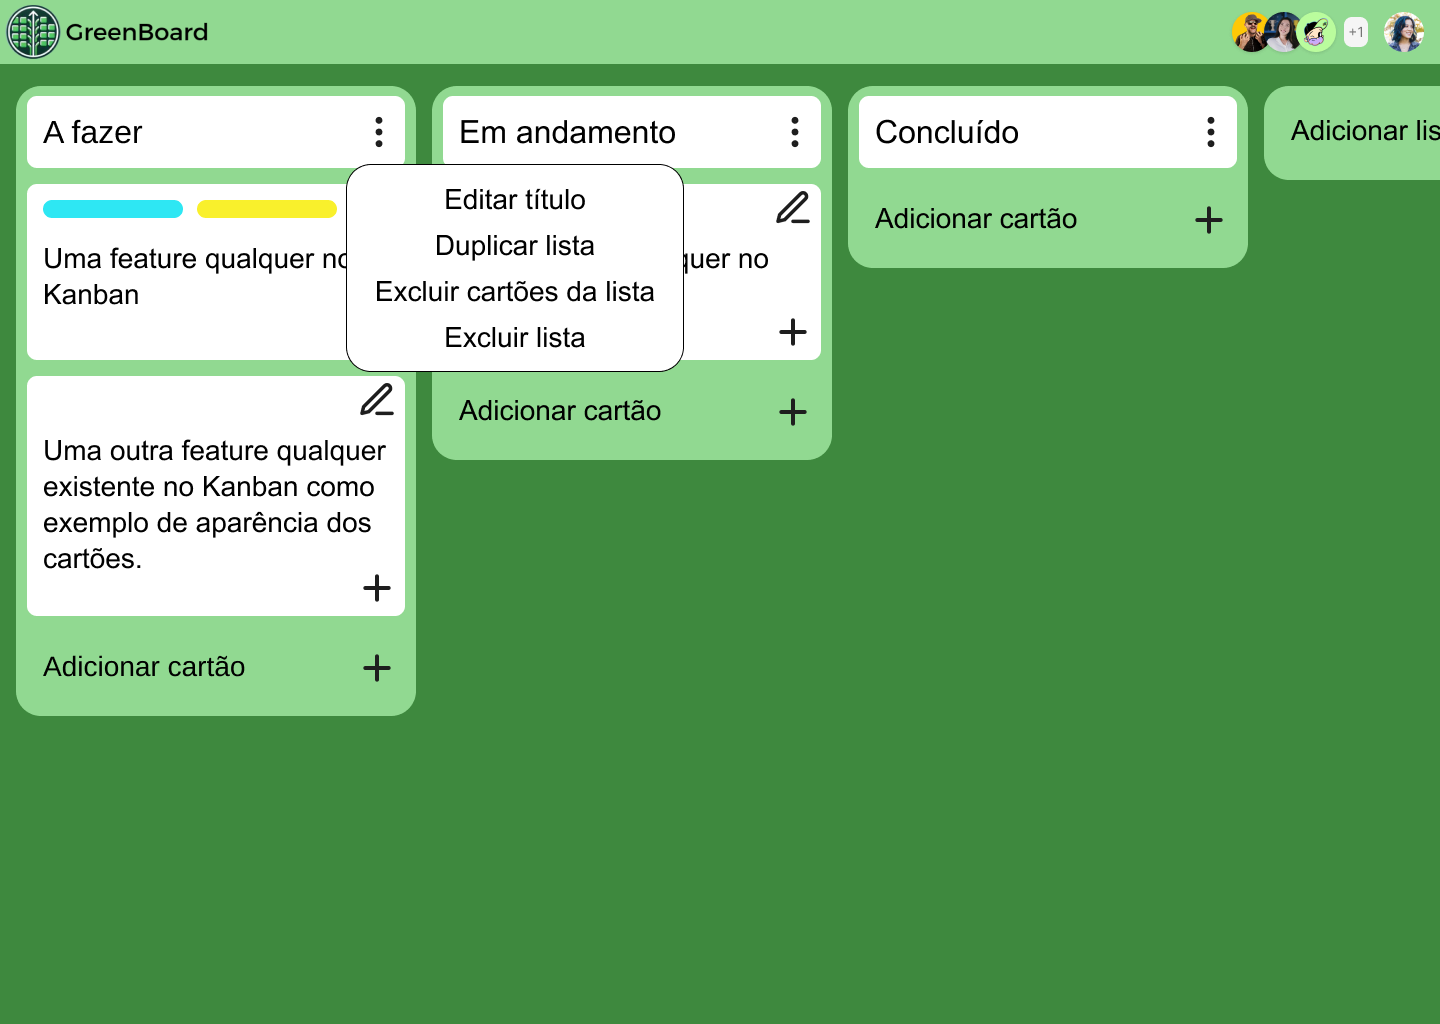 GreenBoard
+1
A fazer
Em andamento
Concluído
Adicionar lis
Editar título
Duplicar lista
Excluir cartões da lista
Excluir lista
Uma feature qualquer no
Kanban
quer no
Adicionar cartão
Adicionar cartão
Uma outra feature qualquer
existente no Kanban como
exemplo de aparência dos
cartões.
Adicionar cartão